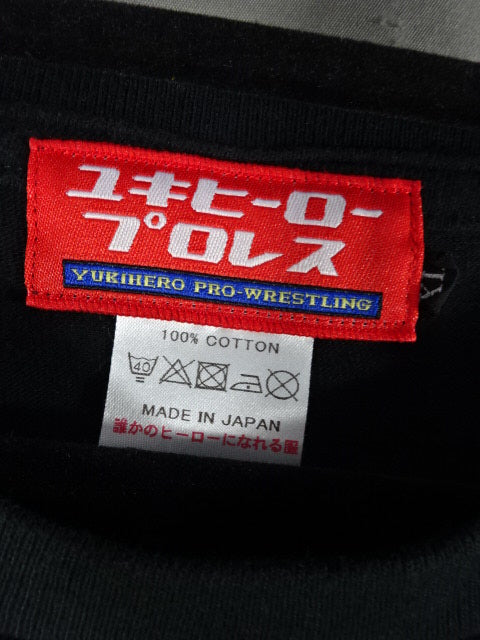 ユキヒーロー
プロレス
YUKIHERO PRO-WRESTLING
100% COTTON
40
MADE IN JAPAN
誰かのヒーローになれる服